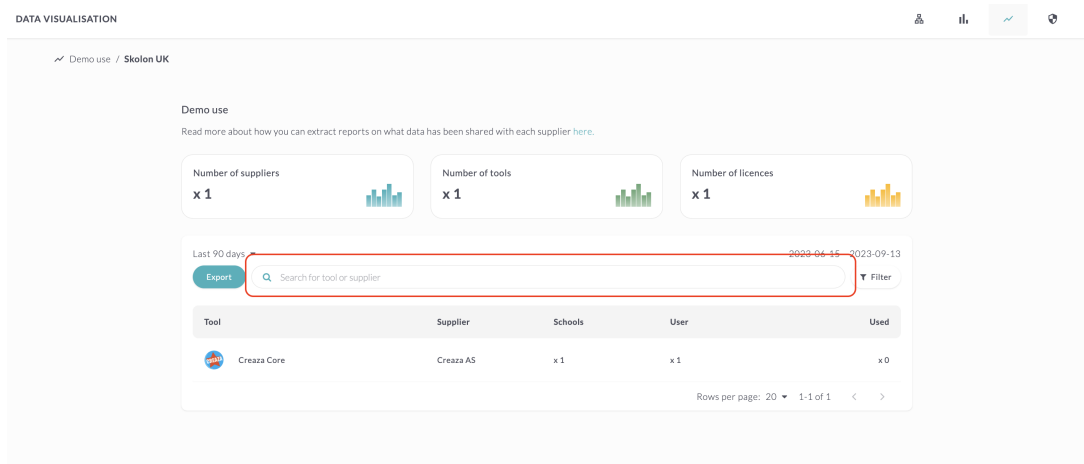 DATA VISUALISATION
Demo use / Skolon UK
Demo use
Read more about how you can extract reports on what data has been shared with each supplier here.
Number of suppliers
x 1
Number of tools
x 1
Number of licences
x 1
Last 90 days
2023-06-15 - 2023-09-13
Export
Search for tool or supplier
Filter
Tool Supplier Schools User Used
CREAZA Creaza Core Creaza AS x 1 x 1 x 0
Rows per page: 20 1-1 of 1